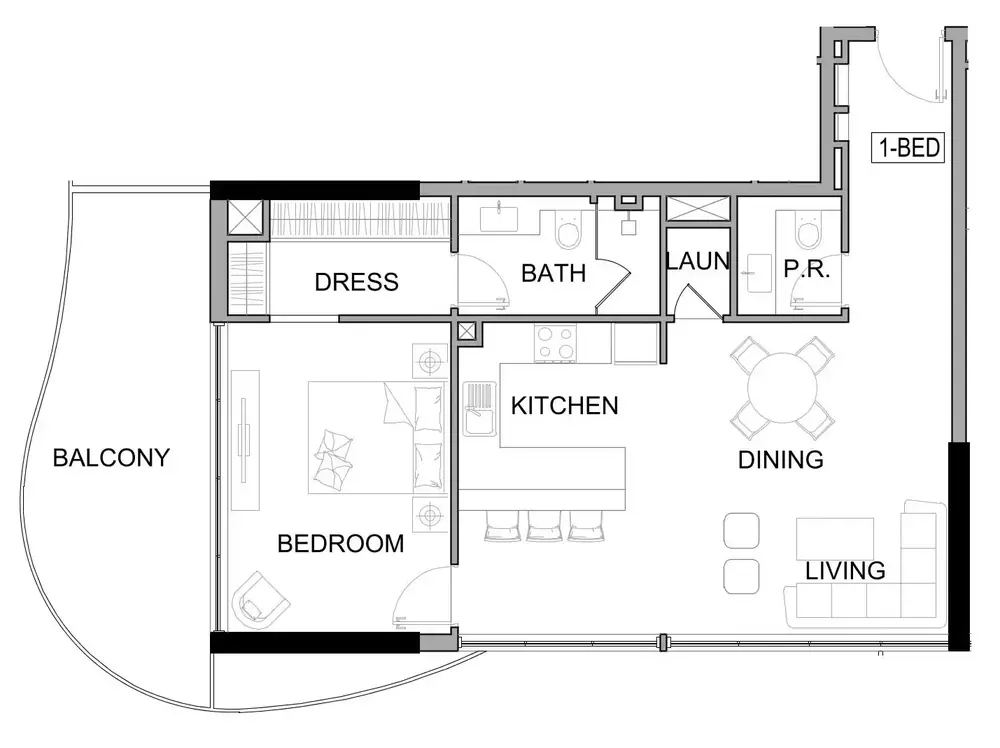 1-BED
DRESS
BATH
LAUN
P.R.
KITCHEN
BALCONY
DINING
BEDROOM
LIVING